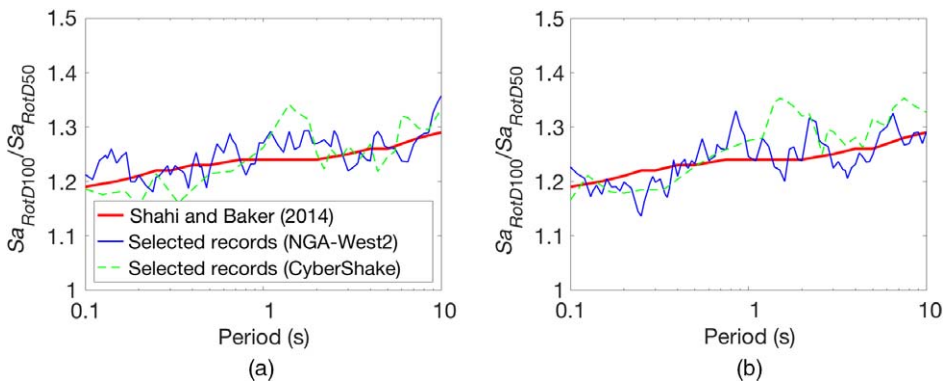 1.5
1.4
1.3
1.2
1.1
1
0.1
1
10
Sa_RotD100/Sa_RotD50
Period (s)
Shahi and Baker (2014)
Selected records (NGA-West2)
Selected records (CyberShake)
(a)
1.5
1.4
1.3
1.2
1.1
1
0.1
1
10
Sa_RotD100/Sa_RotD50
Period (s)
(b)